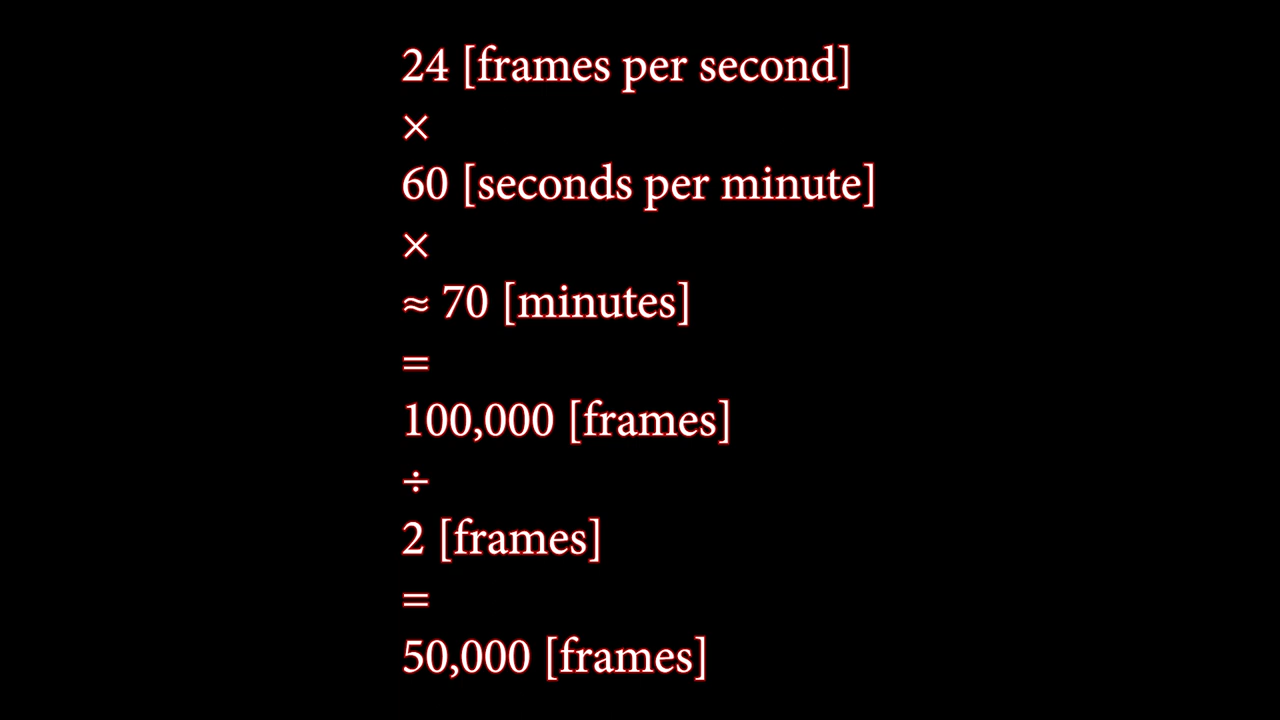 24 [frames per second]
×
60 [seconds per minute]
×
≈ 70 [minutes]
=
100,000 [frames]
÷
2 [frames]
=
50,000 [frames]